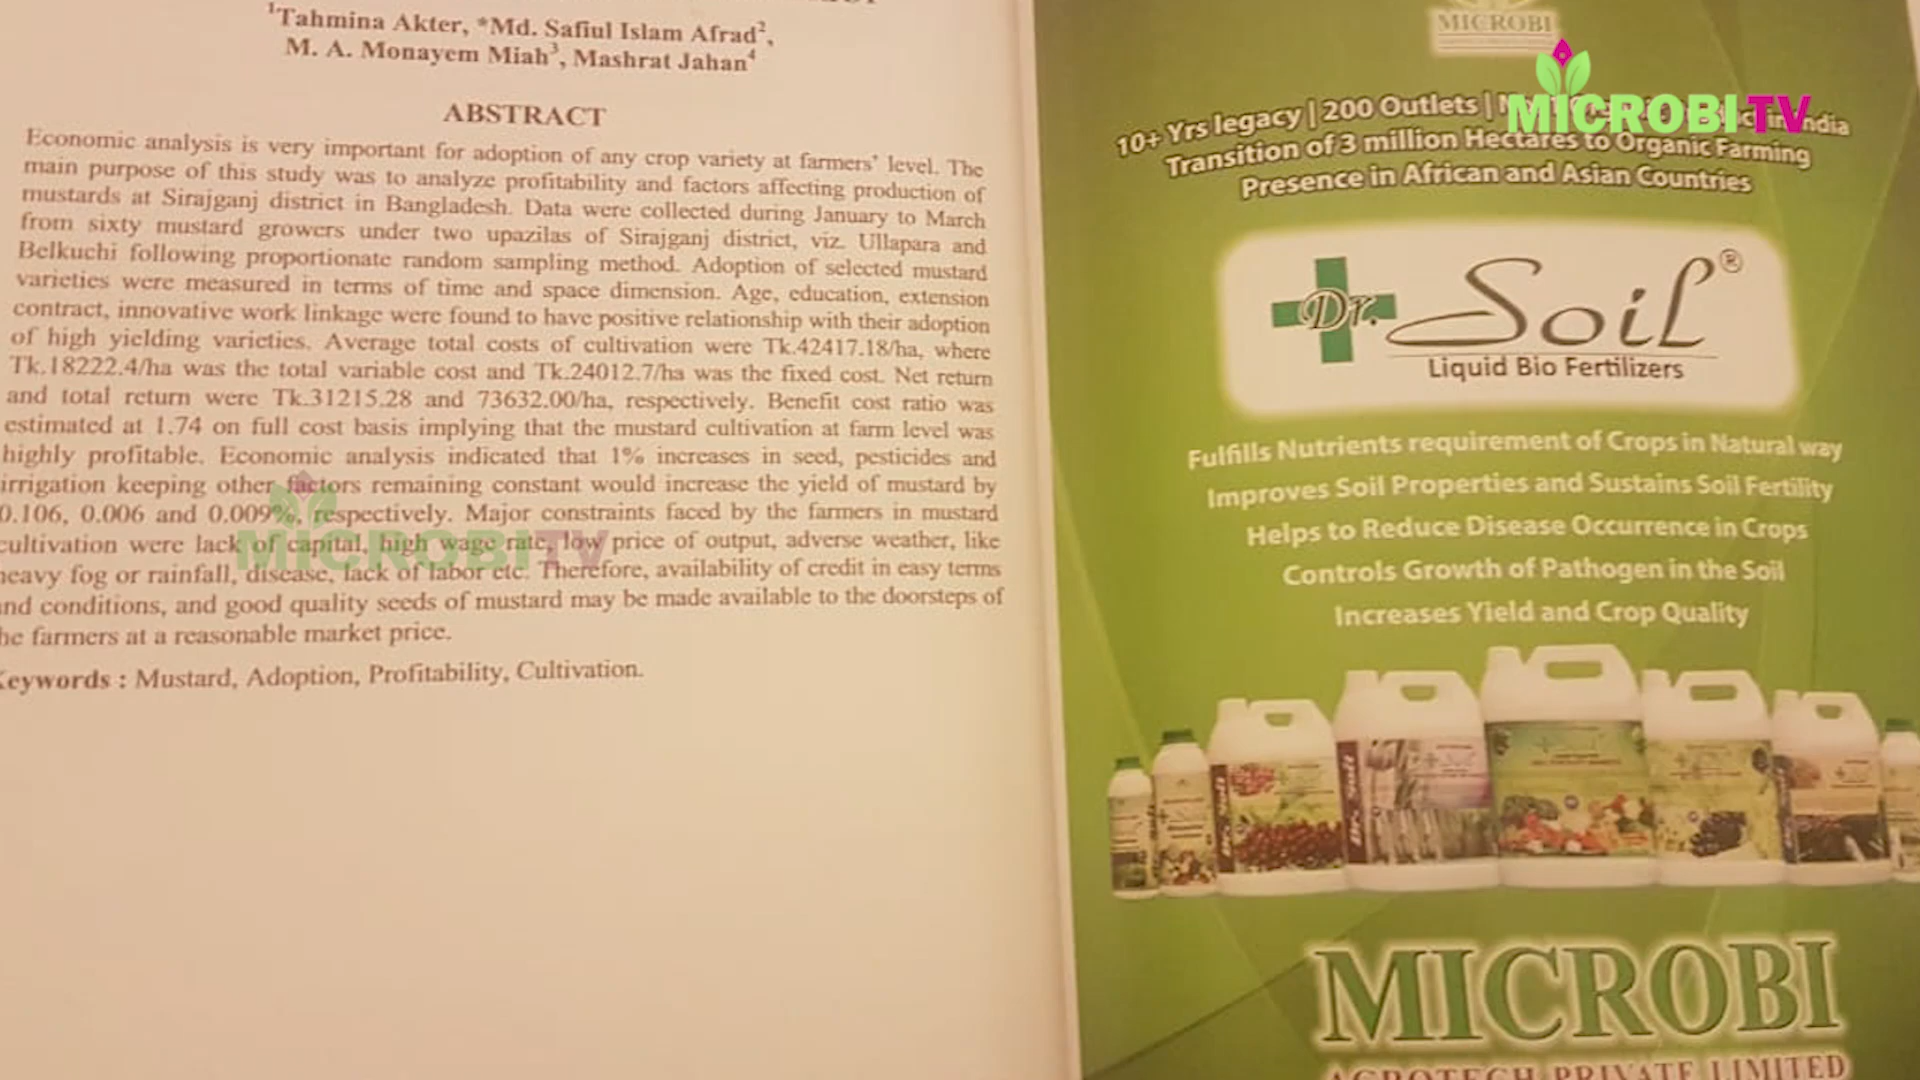 ¹Tahmina Akter, *Md. Safiul Islam Afrad²,
M. A. Monayem Miah³, Mashrat Jahan⁴
ABSTRACT
Economic analysis is very important for adoption of any crop variety at farmers' level. The
main purpose of this study was to analyze profitability and factors affecting production of
mustards at Sirajganj district in Bangladesh. Data were collected during January to March
from sixty mustard growers under two upazilas of Sirajganj district, viz. Ullapara and
Belkuchi following proportionate random sampling method. Adoption of selected mustard
varieties were measured in terms of time and space dimension. Age, education, extension
contract, innovative work linkage were found to have positive relationship with their adoption
of high yielding varieties. Average total costs of cultivation were Tk.42417.18/ha, where
Tk.18222.4/ha was the total variable cost and Tk.24012.7/ha was the fixed cost. Net return
and total return were Tk.31215.28 and 73632.00/ha, respectively. Benefit cost ratio was
estimated at 1.74 on full cost basis implying that the mustard cultivation at farm level was
highly profitable. Economic analysis indicated that 1% increases in seed, pesticides and
irrigation keeping other factors remaining constant would increase the yield of mustard by
0.106, 0.006 and 0.009%, respectively. Major constraints faced by the farmers in mustard
cultivation were lack of capital, high wage rate, low price of output, adverse weather, like
heavy fog or rainfall, disease, lack of labor etc. Therefore, availability of credit in easy terms
and conditions, and good quality seeds of mustard may be made available to the doorsteps of
the farmers at a reasonable market price.
Keywords : Mustard, Adoption, Profitability, Cultivation.
MICROBI TV
MICROBI
MICROBI TV
10+ Yrs legacy | 200 Outlets | in India
Transition of 3 million Hectares to Organic Farming
Presence in African and Asian Countries
Dr. Soil®
Liquid Bio Fertilizers
Fulfills Nutrients requirement of Crops in Natural way
Improves Soil Properties and Sustains Soil Fertility
Helps to Reduce Disease Occurrence in Crops
Controls Growth of Pathogen in the Soil
Increases Yield and Crop Quality
Dr. Soil
Dr. Soil
MICROBI
AGROTECH PRIVATE LIMITED